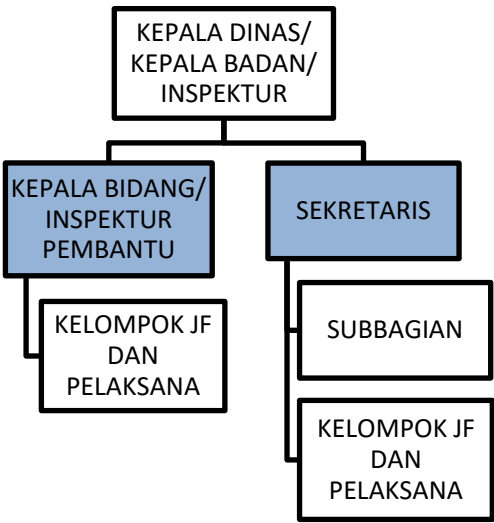 KEPALA DINAS/
KEPALA BADAN/
INSPEKTUR
KEPALA BIDANG/
INSPEKTUR
PEMBANTU
SEKRETARIS
KELOMPOK JF
DAN
PELAKSANA
SUBBAGIAN
KELOMPOK JF
DAN
PELAKSANA